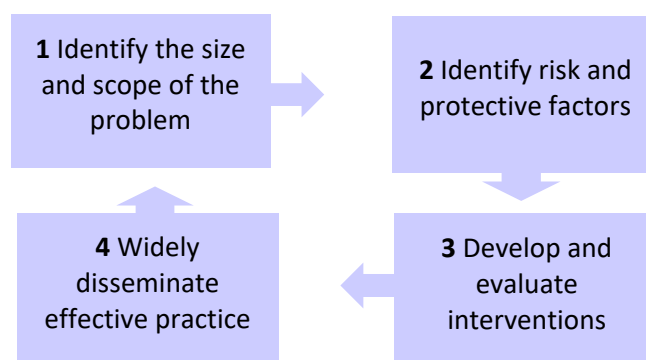 1 Identify the size
and scope of the
problem
2 Identify risk and
protective factors
3 Develop and
evaluate
interventions
4 Widely
disseminate
effective practice